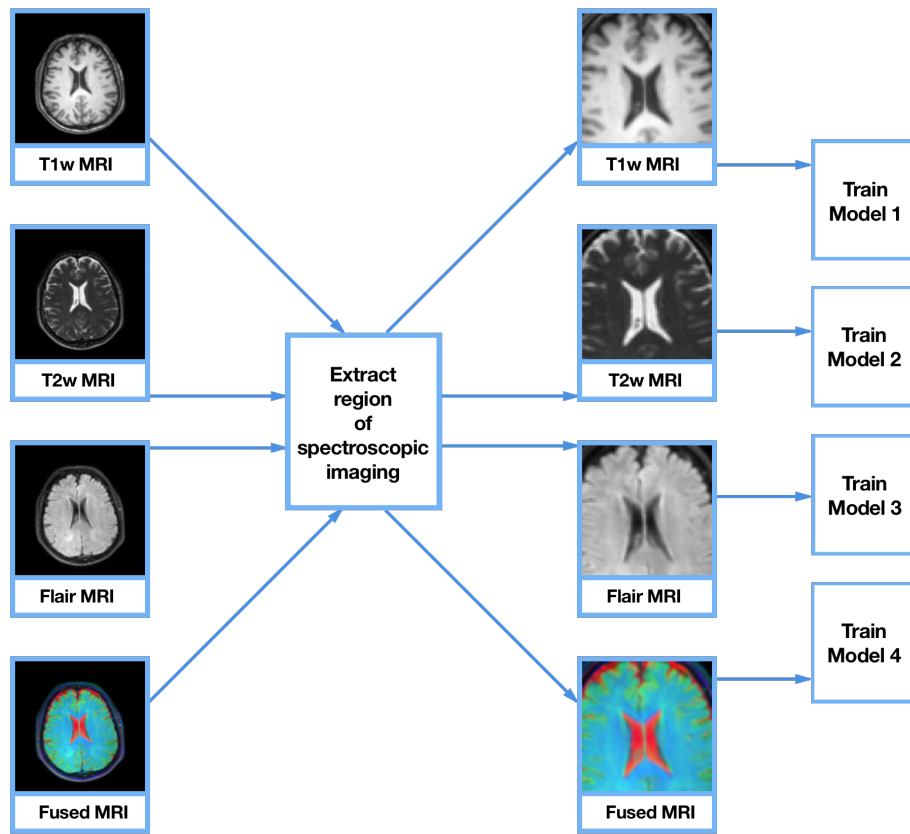 T1w MRI
T2w MRI
Flair MRI
Fused MRI
Extract
region
of
spectroscopic
imaging
T1w MRI
T2w MRI
Flair MRI
Fused MRI
Train
Model 1
Train
Model 2
Train
Model 3
Train
Model 4